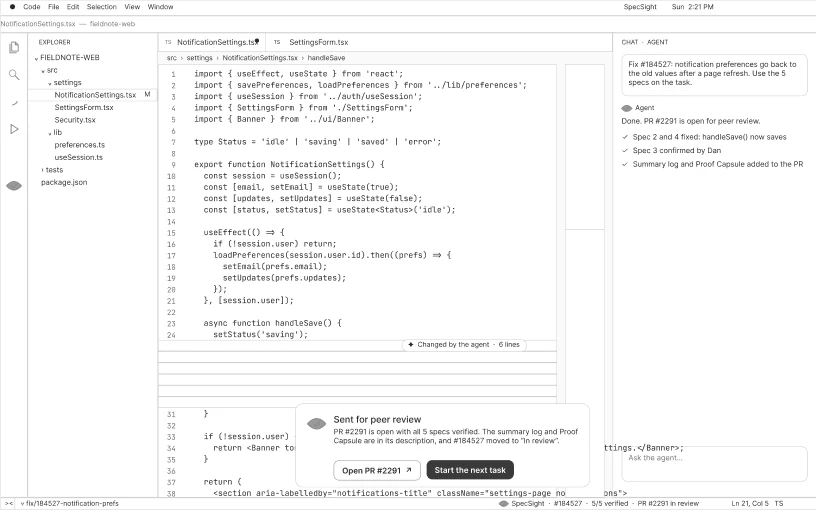 Code File Edit Selection View Window SpecSight Sun 2:21 PM
NotificationSettings.tsx — fieldnote-web
EXPLORER
FIELDNOTE-WEB
src
settings
NotificationSettings.tsx M
SettingsForm.tsx
Security.tsx
lib
preferences.ts
useSession.ts
tests
package.json
TS NotificationSettings.tsx TS SettingsForm.tsx
src › settings › NotificationSettings.tsx › handleSave
1 import { useEffect, useState } from 'react';
2 import { savePreferences, loadPreferences } from '../lib/preferences';
3 import { useSession } from '../auth/useSession';
4 import { SettingsForm } from './SettingsForm';
5 import { Banner } from '../ui/Banner';
6
7 type Status = 'idle' | 'saving' | 'saved' | 'error';
8
9 export function NotificationSettings() {
10 const session = useSession();
11 const [email, setEmail] = useState(true);
12 const [updates, setUpdates] = useState(false);
13 const [status, setStatus] = useState<Status>('idle');
14
15 useEffect(() => {
16 if (!session.user) return;
17 loadPreferences(session.user.id).then((prefs) => {
18 setEmail(prefs.email);
19 setUpdates(prefs.updates);
20 });
21 }, [session.user]);
22
23 async function handleSave() {
24 setStatus('saving');
Changed by the agent · 6 lines
31 }
32
33 if (!session.user)
34 return <Banner to ttings.</Banner>;
35 }
36
37 return (
38 <section aria-labelledby="notifications-title" className="settings-page no ons">
Sent for peer review
PR #2291 is open with all 5 specs verified. The summary log and Proof
Capsule are in its description, and #184527 moved to "In review".
Open PR #2291 ↗ Start the next task
CHAT · AGENT
Fix #184527: notification preferences go back to
the old values after a page refresh. Use the 5
specs on the task.
Agent
Done. PR #2291 is open for peer review.
✓ Spec 2 and 4 fixed: handleSave() now saves
✓ Spec 3 confirmed by Dan
✓ Summary log and Proof Capsule added to the PR
Ask the agent...
>< fix/184527-notification-prefs SpecSight · #184527 · 5/5 verified · PR #2291 in review Ln 21, Col 5 TS